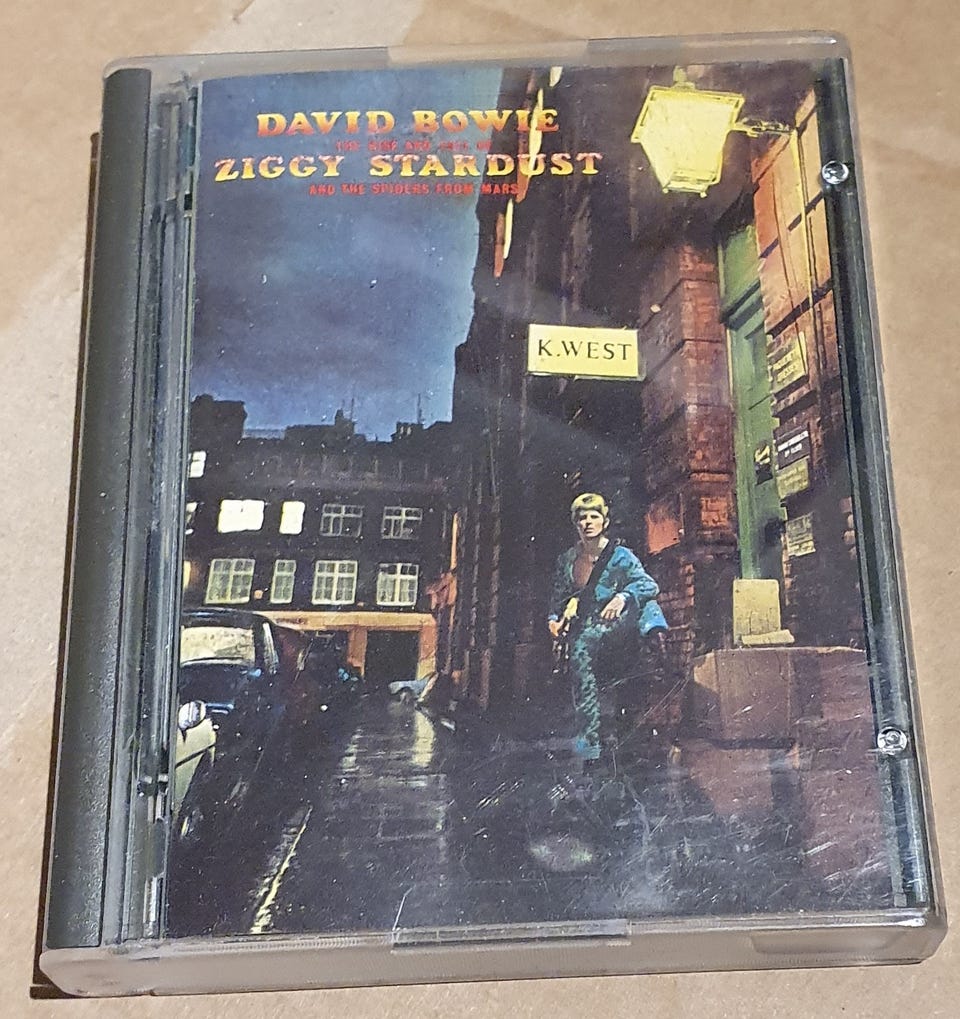 DAVID BOWIE
THE RISE AND FALL OF
ZIGGY STARDUST
AND THE SPIDERS FROM MARS
K.WEST